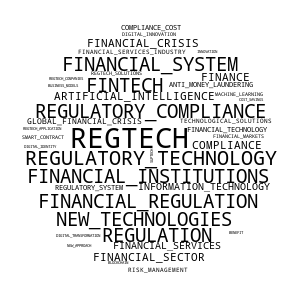 COMPLIANCE_COST
DIGITAL_INNOVATION
FINANCIAL_CRISIS
FINANCIAL_SERVICES_INDUSTRY INNOVATION
FINANCIAL_SYSTEM
REGTECH_SOLUTIONS FINANCE
REGTECH_COMPANIES
BUSINESS_MODELS FINTECH ANTI_MONEY_LAUNDERING
ARTIFICIAL_INTELLIGENCE MACHINE_LEARNING
COST_SAVINGS
REGULATORY_COMPLIANCE
GLOBAL_FINANCIAL_CRISIS TECHNOLOGICAL_SOLUTIONS
REGTECH_APPLICATION REGTECH FINANCIAL_TECHNOLOGY
SMART_CONTRACT FINANCIAL_MARKETS
DIGITAL_IDENTITY COMPLIANCE
REGULATORY_TECHNOLOGY
FINANCIAL_INSTITUTIONS
REGULATORY_SYSTEM INFORMATION_TECHNOLOGY
FINANCIAL_REGULATION
NEW_TECHNOLOGIES
DIGITAL_TRANSFORMATION REGULATION BENEFIT
NEW_APPROACH FINANCIAL_SERVICES
FINANCIAL_SECTOR
RISK_MANAGEMENT